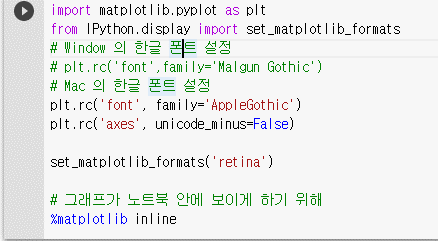 import matplotlib.pyplot as plt
from IPython.display import set_matplotlib_formats
# Window 의 한글 폰트 설정
# plt.rc('font',family='Malgun Gothic')
# Mac 의 한글 폰트 설정
plt.rc('font', family='AppleGothic')
plt.rc('axes', unicode_minus=False)
set_matplotlib_formats('retina')
# 그래프가 노트북 안에 보이게 하기 위해
%matplotlib inline